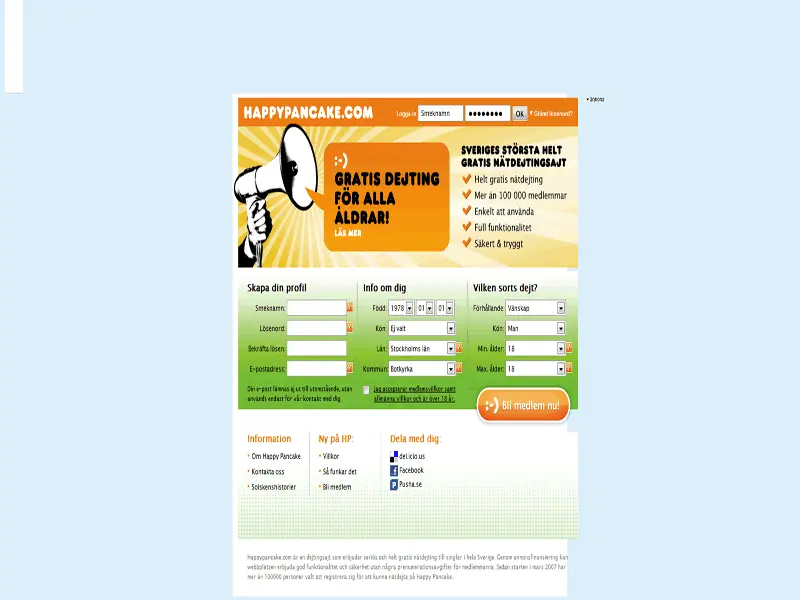 annons
HAPPYPANCAKE.COM
Logga in Smeknamn ●●●●●●●● Ok Glömt lösenord?
:-)
GRATIS DEJTING
FÖR ALLA
ÅLDRAR!
LÄS MER
SVERIGES STÖRSTA HELT
GRATIS NÄTDEJTINGSAJT
Helt gratis nätdejting
Mer än 100 000 medlemmar
Enkelt att använda
Full funktionalitet
Säkert & tryggt
Skapa din profil
Smeknamn:
Lösenord:
Bekräfta lösen:
E-postadress:
Din e-post lämnas ej ut till utomstående, utan
används endast för vår kontakt med dig.
Info om dig
Född: 1978 01 01
Kön: Ej valt
Län: Stockholms län
Kommun: Botkyrka
Jag accepterar medlemsvillkor samt
allmänna villkor och är över 18 år.
Vilken sorts dejt?
Förhållande: Vänskap
Kön: Man
Min. ålder: 18
Max. ålder: 18
:-) Bli medlem nu!
Information
Om Happy Pancake
Kontakta oss
Solskenshistorier
Ny på HP:
Villkor
Så funkar det
Bli medlem
Dela med dig:
del.icio.us
Facebook
Pusha.se
Happypancake.com är en dejtingsajt som erbjuder seriös och helt gratis nätdejting till singlar i hela Sverige. Genom annonsfinansiering kan
webbplatsen erbjuda god funktionalitet och säkerhet utan några prenumerationsavgifter för medlemmarna. Sedan starten i mars 2007 har
mer än 100000 personer valt att registrera sig för att kunna nätdejta på Happy Pancake.